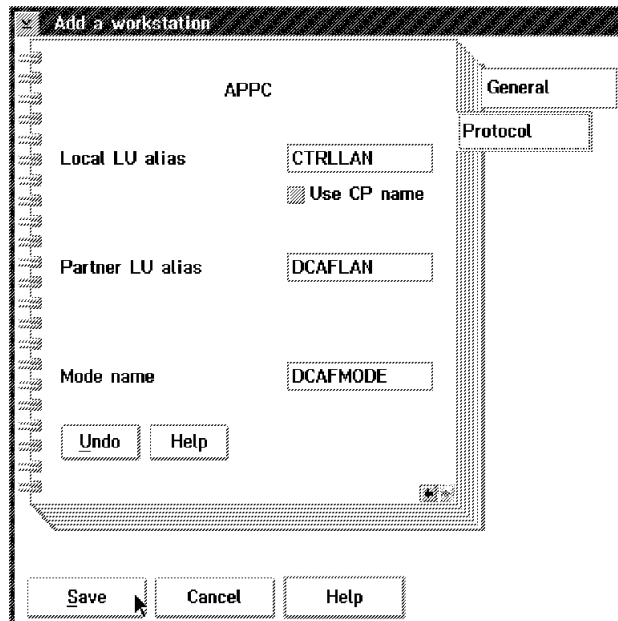 Add a workstation
APPC
General
Protocol
Local LU alias CTRLLAN
Use CP name
Partner LU alias DCAFLAN
Mode name DCAFMODE
Undo Help
Save Cancel Help